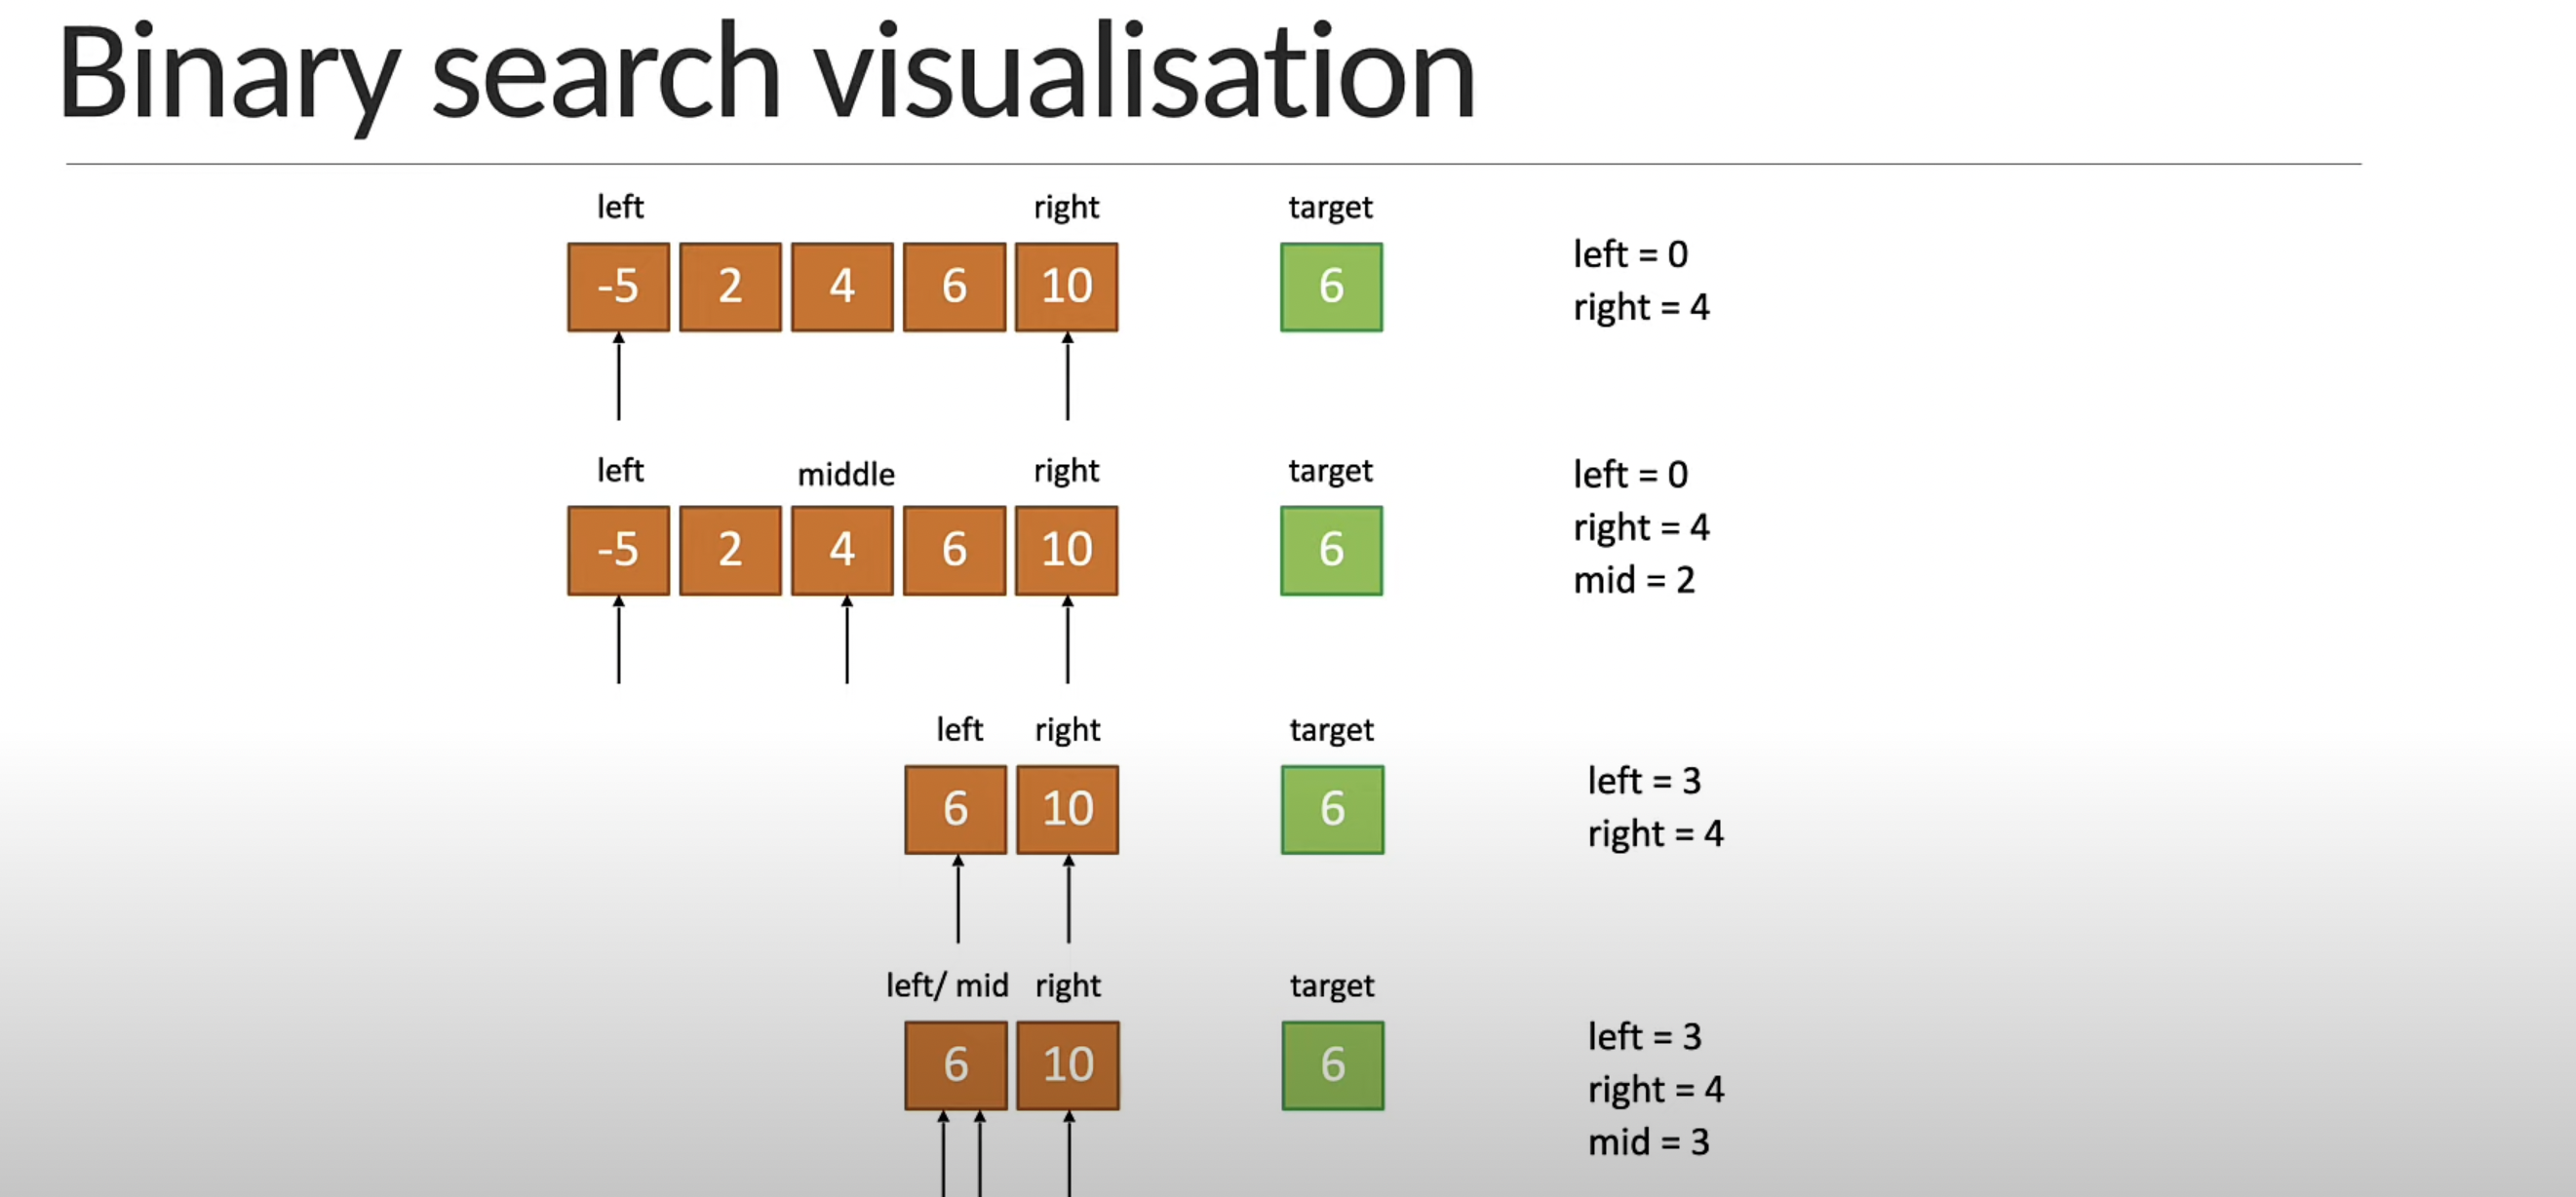 Binary search visualisation
left right target
-5 2 4 6 10 6
left = 0
right = 4
left middle right target
-5 2 4 6 10 6
left = 0
right = 4
mid = 2
left right target
6 10 6
left = 3
right = 4
left/ mid right target
6 10 6
left = 3
right = 4
mid = 3